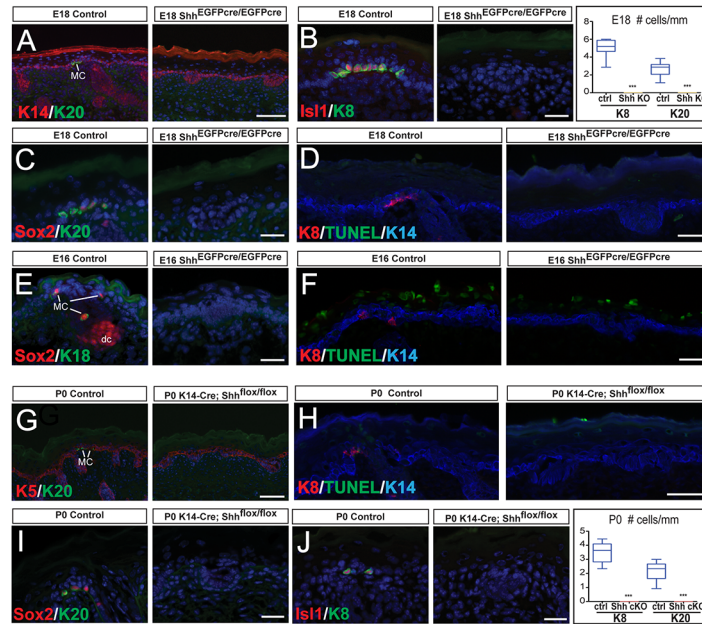 E18 Control
E18 Shh^EGFPcre/EGFPcre
A
MC
K14/K20
E18 Control
E18 Shh^EGFPcre/EGFPcre
B
Isl1/K8
E18 # cells/mm
6
4
2
0
***
***
ctrl Shh KO ctrl Shh KO
K8 K20
E18 Control
E18 Shh^EGFPcre/EGFPcre
C
Sox2/K20
E18 Control
E18 Shh^EGFPcre/EGFPcre
D
K8/TUNEL/K14
E16 Control
E16 Shh^EGFPcre/EGFPcre
E
MC
dc
Sox2/K18
E16 Control
E16 Shh^EGFPcre/EGFPcre
F
K8/TUNEL/K14
P0 Control
P0 K14-Cre; Shh^flox/flox
G
MC
K5/K20
P0 Control
P0 K14-Cre; Shh^flox/flox
H
K8/TUNEL/K14
P0 Control
P0 K14-Cre; Shh^flox/flox
I
Sox2/K20
P0 Control
P0 K14-Cre; Shh^flox/flox
J
Isl1/K8
P0 # cells/mm
5
4
3
2
1
0
***
***
ctrl Shh cKO ctrl Shh cKO
K8 K20